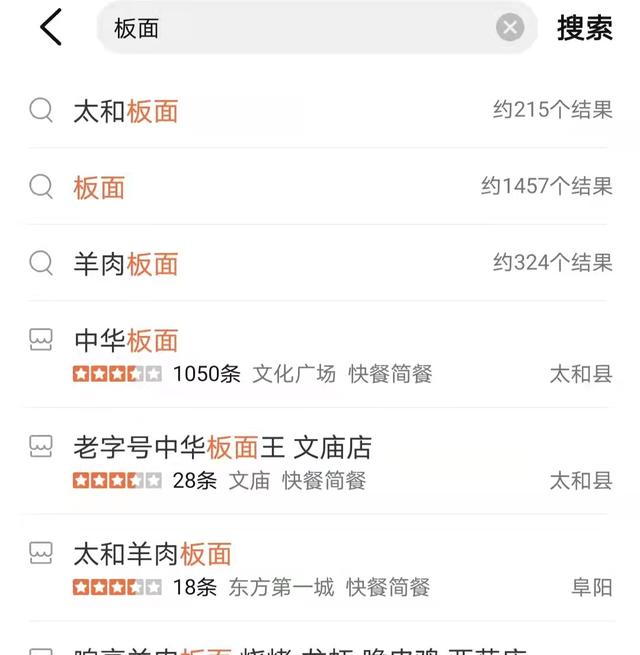 板面 搜索
太和板面 约215个结果
板面 约1457个结果
羊肉板面 约324个结果
中华板面
1050条 文化广场 快餐简餐 太和县
老字号中华板面王 文庙店
28条 文庙 快餐简餐 太和县
太和羊肉板面
18条 东方第一城 快餐简餐 阜阳